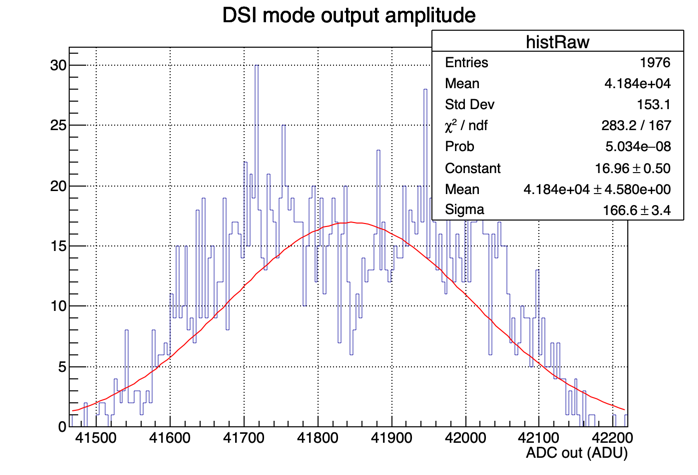 DSI mode output amplitude
histRaw
Entries 1976
Mean 4.184e+04
Std Dev 153.1
χ² / ndf 283.2 / 167
Prob 5.034e−08
Constant 16.96 ± 0.50
Mean 4.184e+04 ± 4.580e+00
Sigma 166.6 ± 3.4
30
25
20
15
10
5
0
41500 41600 41700 41800 41900 42000 42100 42200
ADC out (ADU)